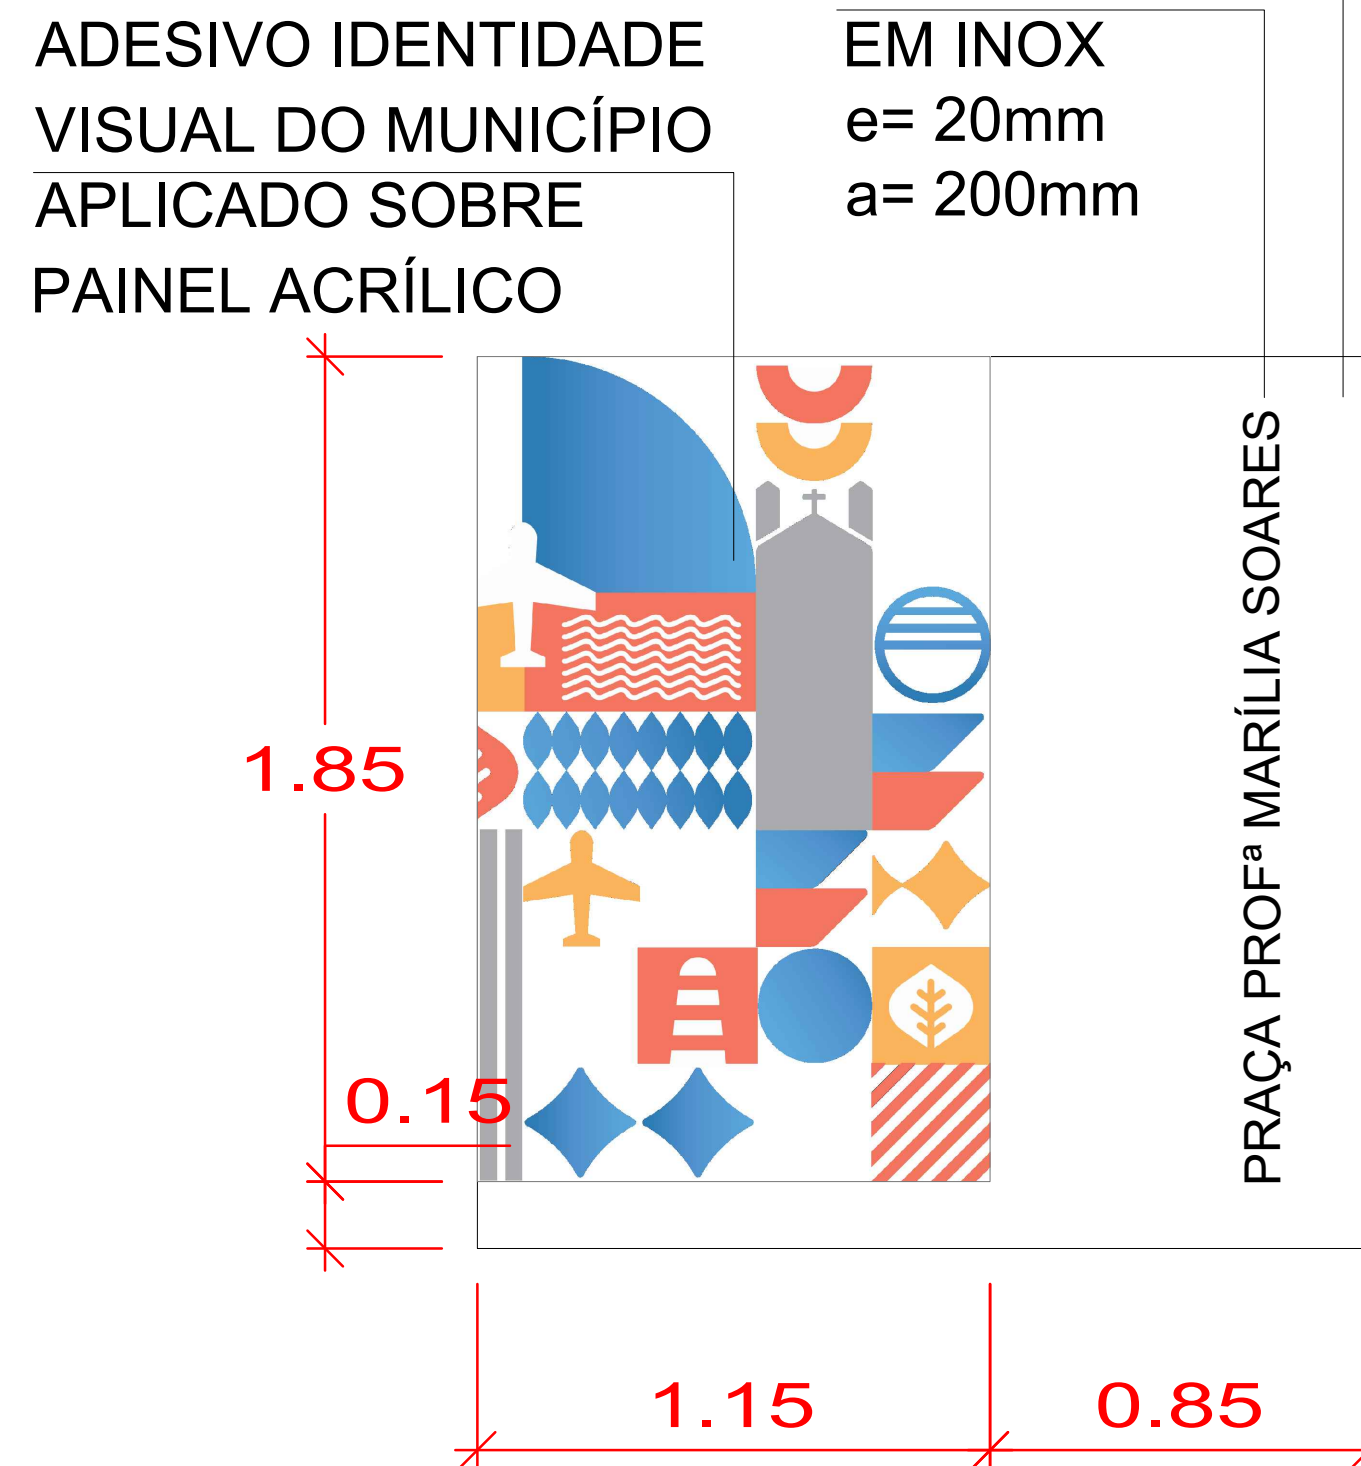 ADESIVO IDENTIDADE
VISUAL DO MUNICÍPIO
APLICADO SOBRE
PAINEL ACRÍLICO
EM INOX
e= 20mm
a= 200mm
1.85
0.15
PRAÇA PROFª MARÍLIA SOARES
1.15
0.85